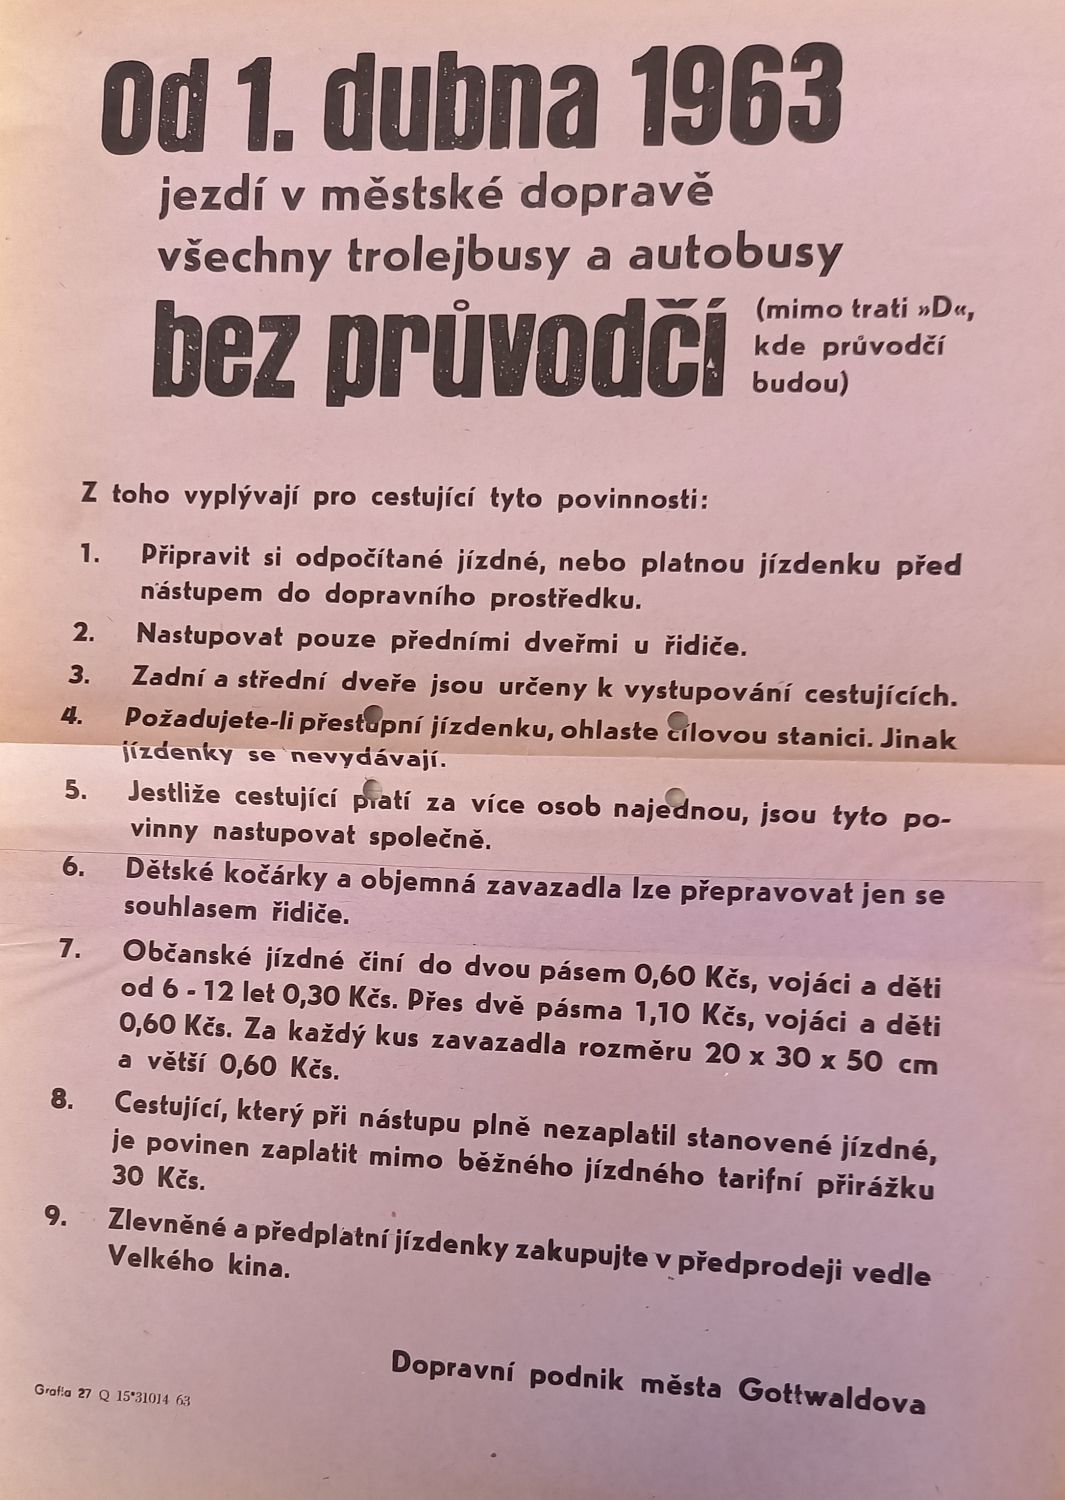 Od 1. dubna 1963
jezdí v městské dopravě
všechny trolejbusy a autobusy
bez průvodčí
(mimo trati »D«,
kde průvodčí
budou)
Z toho vyplývají pro cestující tyto povinnosti:
1. Připravit si odpočítané jízdné, nebo platnou jízdenku před
nástupem do dopravního prostředku.
2. Nastupovat pouze předními dveřmi u řidiče.
3. Zadní a střední dveře jsou určeny k vystupování cestujících.
4. Požadujete-li přestupní jízdenku, ohlaste cílovou stanici. Jinak
jízdenky se nevydávají.
5. Jestliže cestující platí za více osob najednou, jsou tyto po-
vinny nastupovat společně.
6. Dětské kočárky a objemná zavazadla lze přepravovat jen se
souhlasem řidiče.
7. Občanské jízdné činí do dvou pásem 0,60 Kčs, vojáci a děti
od 6 - 12 let 0,30 Kčs. Přes dvě pásma 1,10 Kčs, vojáci a děti
0,60 Kčs. Za každý kus zavazadla rozměru 20 x 30 x 50 cm
a větší 0,60 Kčs.
8. Cestující, který při nástupu plně nezaplatil stanovené jízdné,
je povinen zaplatit mimo běžného jízdného tarifní přirážku
30 Kčs.
9. Zlevněné a předplatní jízdenky zakupujte v předprodeji vedle
Velkého kina.
Dopravní podnik města Gottwaldova
Grafia 27 Q 15*31014 63